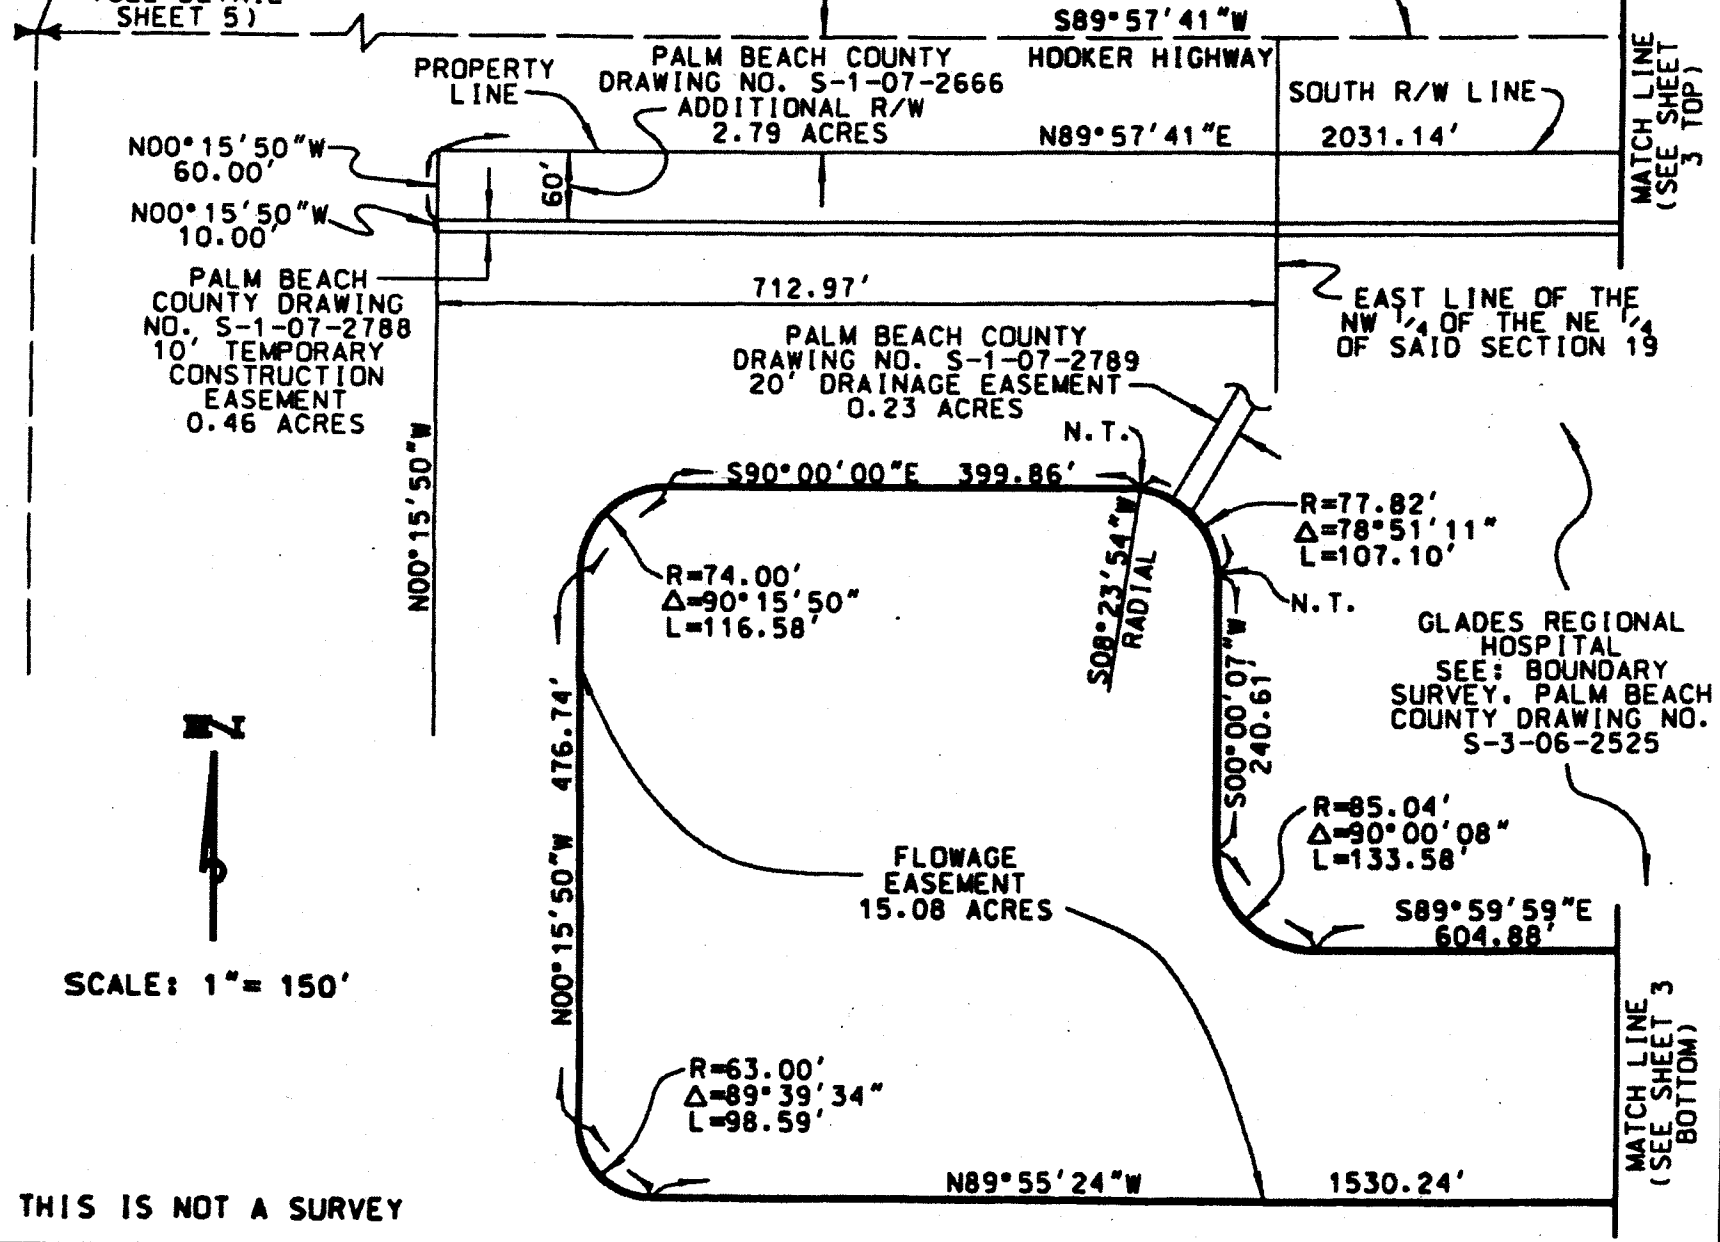 SHEET 5)
S89°57'41"W
HOOKER HIGHWAY
PALM BEACH COUNTY
DRAWING NO. S-1-07-2666
ADDITIONAL R/W
2.79 ACRES
PROPERTY
LINE
SOUTH R/W LINE
N89°57'41"E
2031.14'
MATCH LINE
(SEE SHEET
3 TOP)
N00°15'50"W
60.00'
60'
N00°15'50"W
10.00'
PALM BEACH
COUNTY DRAWING
NO. S-1-07-2788
10' TEMPORARY
CONSTRUCTION
EASEMENT
0.46 ACRES
712.97'
EAST LINE OF THE
NW 1/4 OF THE NE 1/4
OF SAID SECTION 19
PALM BEACH COUNTY
DRAWING NO. S-1-07-2789
20' DRAINAGE EASEMENT
0.23 ACRES
N.T.
N00°15'50"W
S90°00'00"E 399.86'
R=77.82'
Δ=78°51'11"
L=107.10'
S08°23'54"W
RADIAL
R=74.00'
Δ=90°15'50"
L=116.58'
N.T.
GLADES REGIONAL
HOSPITAL
SEE: BOUNDARY
SURVEY. PALM BEACH
COUNTY DRAWING NO.
S-3-06-2525
S00°00'07"W
240.61'
N
N00°15'50"W 476.74'
R=85.04'
Δ=90°00'08"
L=133.58'
FLOWAGE
EASEMENT
15.08 ACRES
S89°59'59"E
604.88'
SCALE: 1"= 150'
MATCH LINE
(SEE SHEET 3
BOTTOM)
R=63.00'
Δ=89°39'34"
L=98.59'
N89°55'24"W
1530.24'
THIS IS NOT A SURVEY